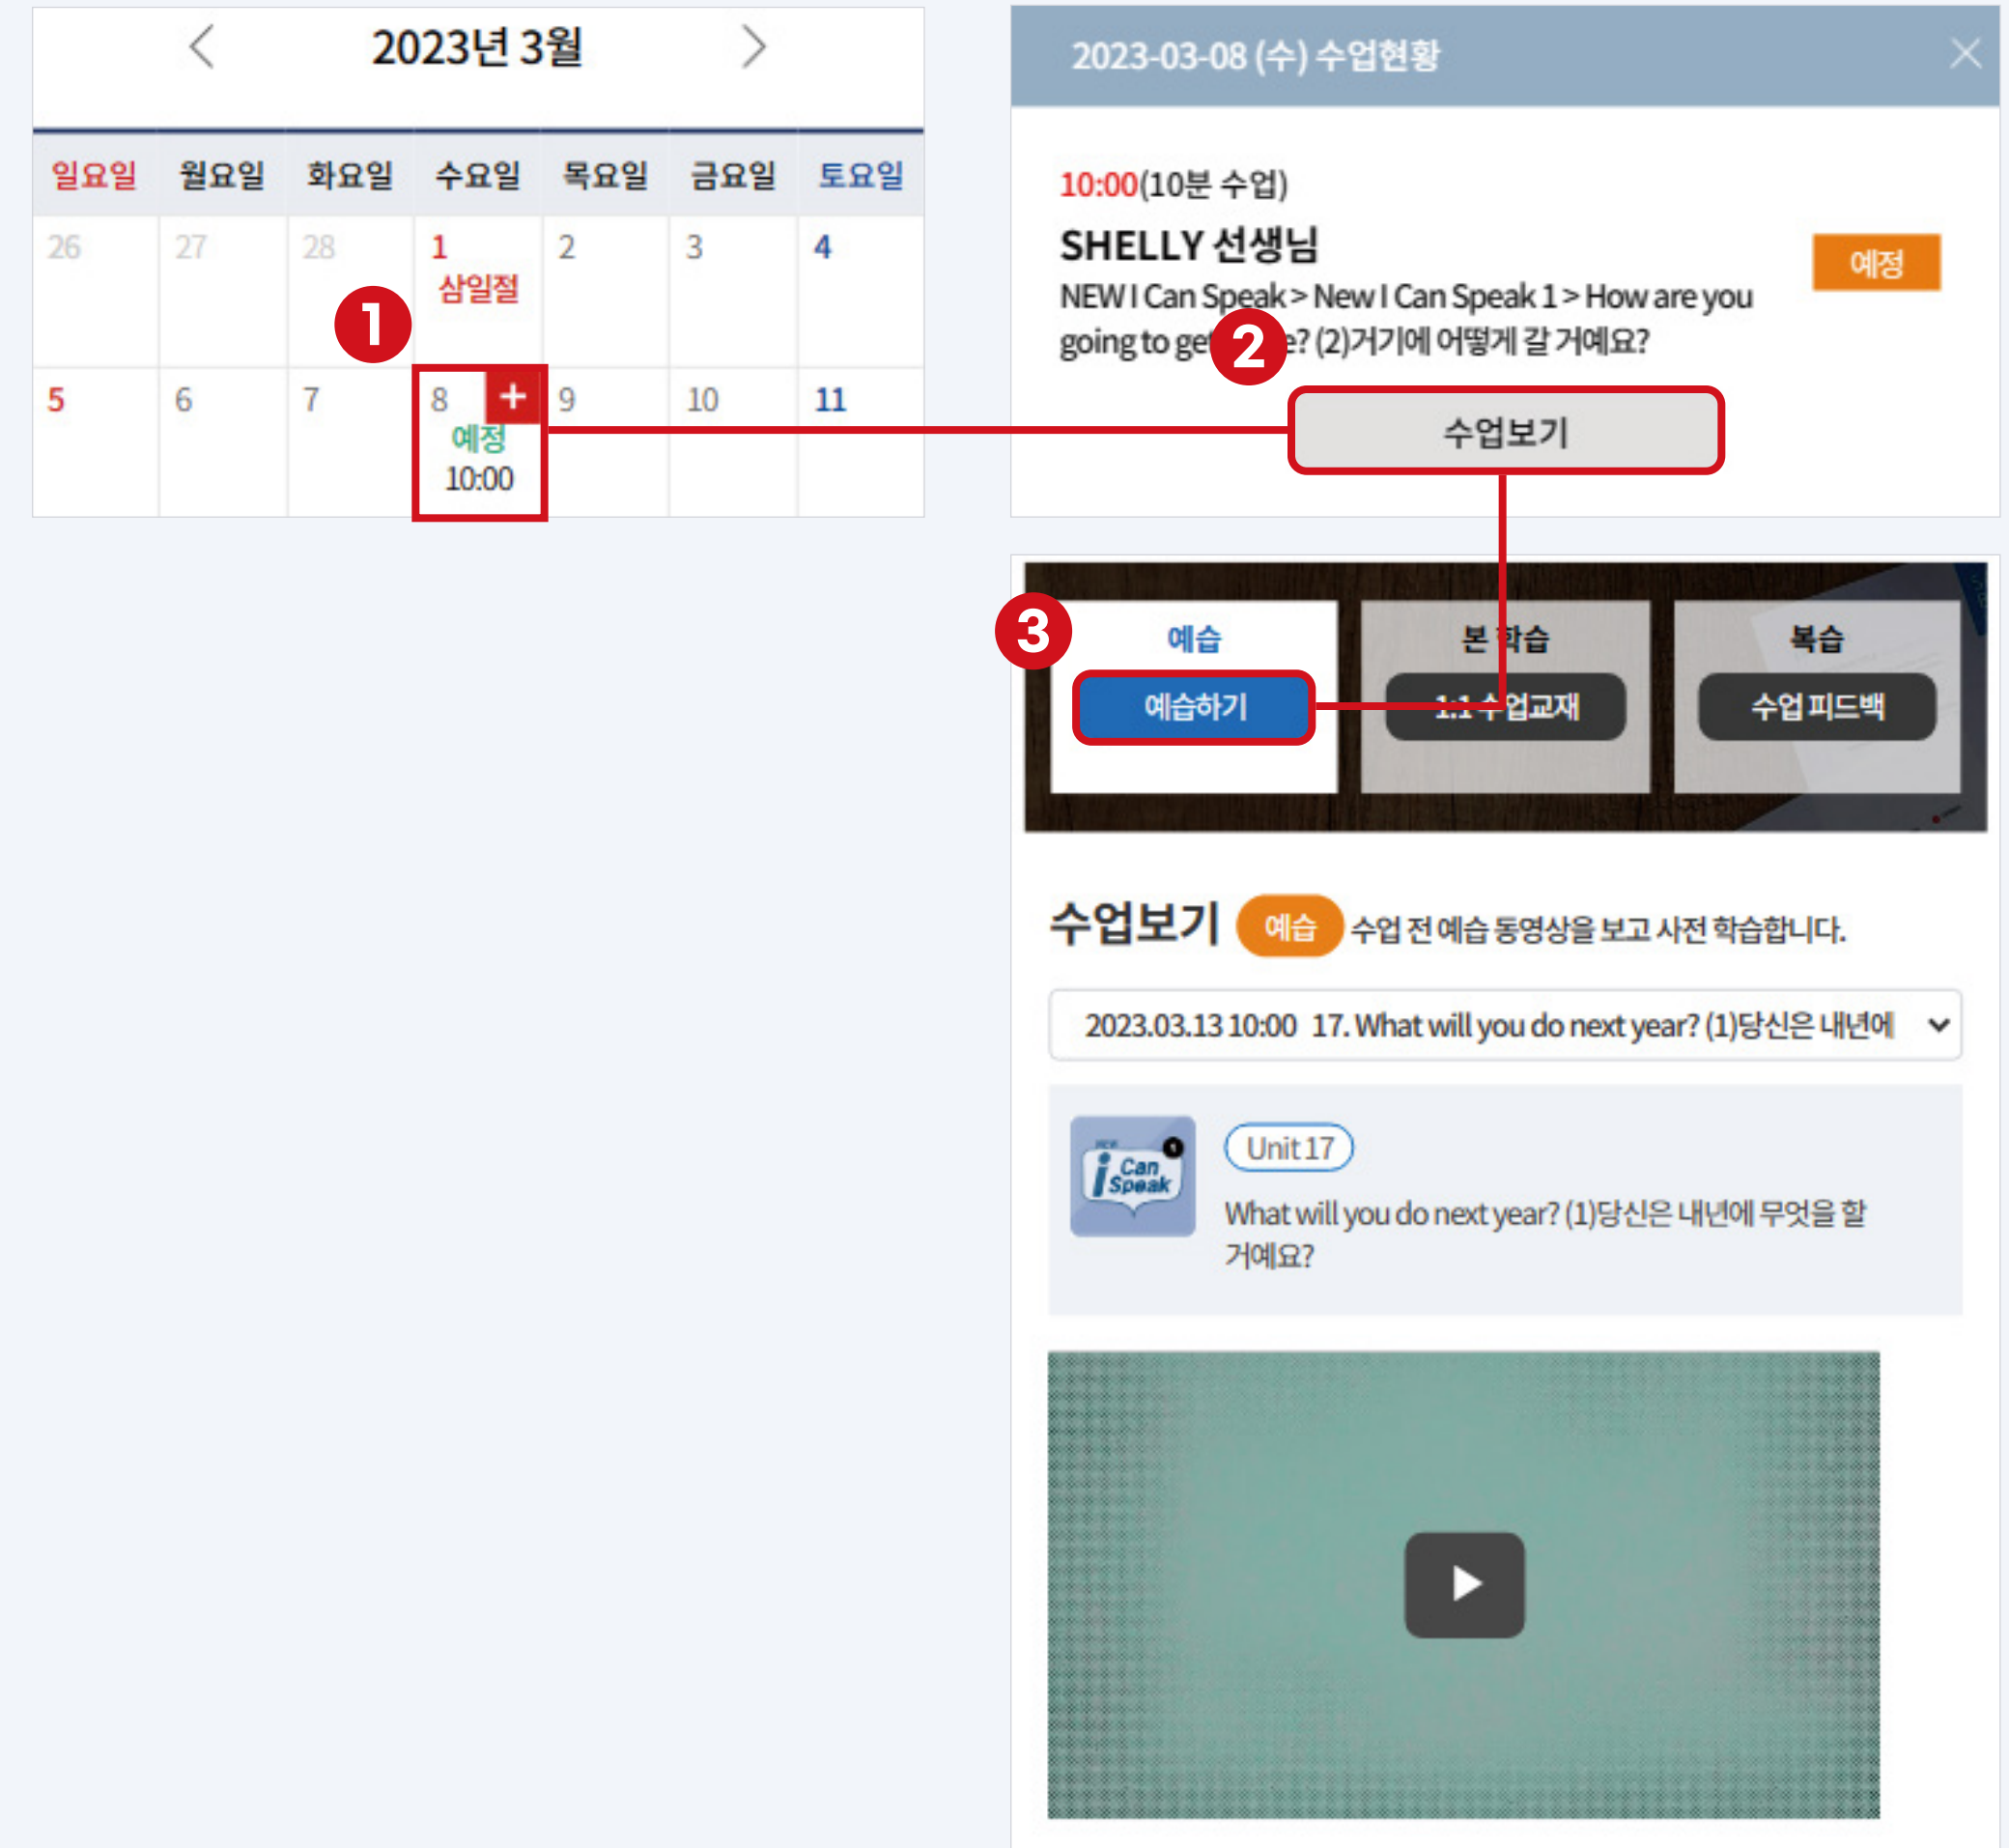 2023년 3월
일요일 월요일 화요일 수요일 목요일 금요일 토요일
26 27 28 1 2 3 4
삼일절
1
5 6 7 8 + 9 10 11
예정
10:00
2023-03-08 (수) 수업현황
10:00(10분 수업)
SHELLY 선생님
예정
NEW I Can Speak > New I Can Speak 1 > How are you
going to get e? (2)거기에 어떻게 갈 거예요?
2
수업보기
3
예습 본 학습 복습
예습하기 1:1 수업교재 수업 피드백
수업보기 예습 수업 전 예습 동영상을 보고 사전 학습합니다.
2023.03.13 10:00 17. What will you do next year? (1)당신은 내년에
NEW
i Can
Speak
1
Unit 17
What will you do next year? (1)당신은 내년에 무엇을 할
거예요?